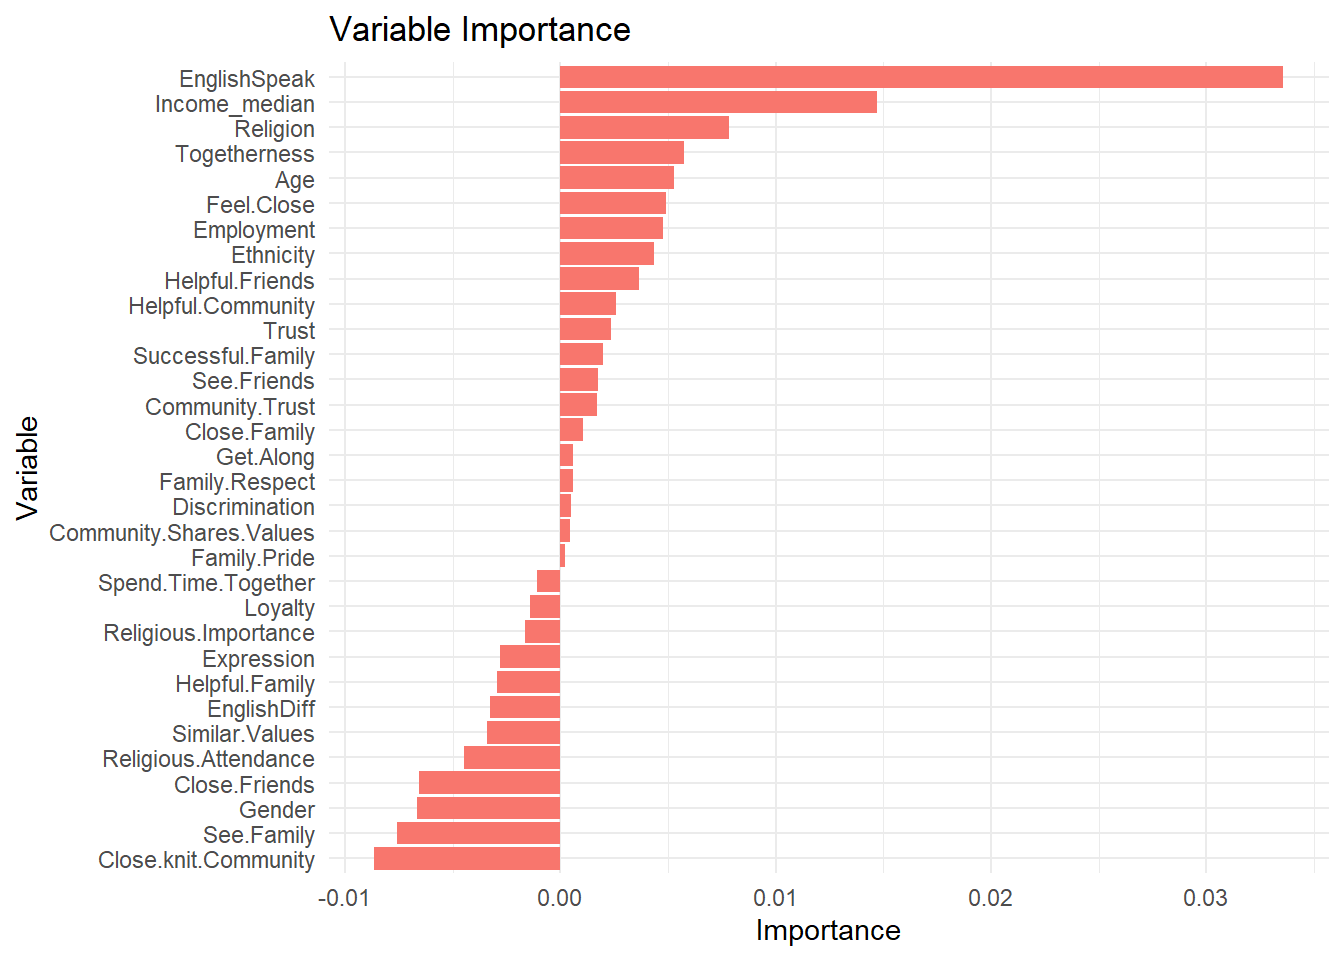 Variable Importance
EnglishSpeak
Income_median
Religion
Togetherness
Age
Feel.Close
Employment
Ethnicity
Helpful.Friends
Helpful.Community
Trust
Successful.Family
See.Friends
Community.Trust
Close.Family
Get.Along
Family.Respect
Discrimination
Community.Shares.Values
Family.Pride
Spend.Time.Together
Loyalty
Religious.Importance
Expression
Helpful.Family
EnglishDiff
Similar.Values
Religious.Attendance
Close.Friends
Gender
See.Family
Close.knit.Community
Variable
-0.01 0.00 0.01 0.02 0.03
Importance